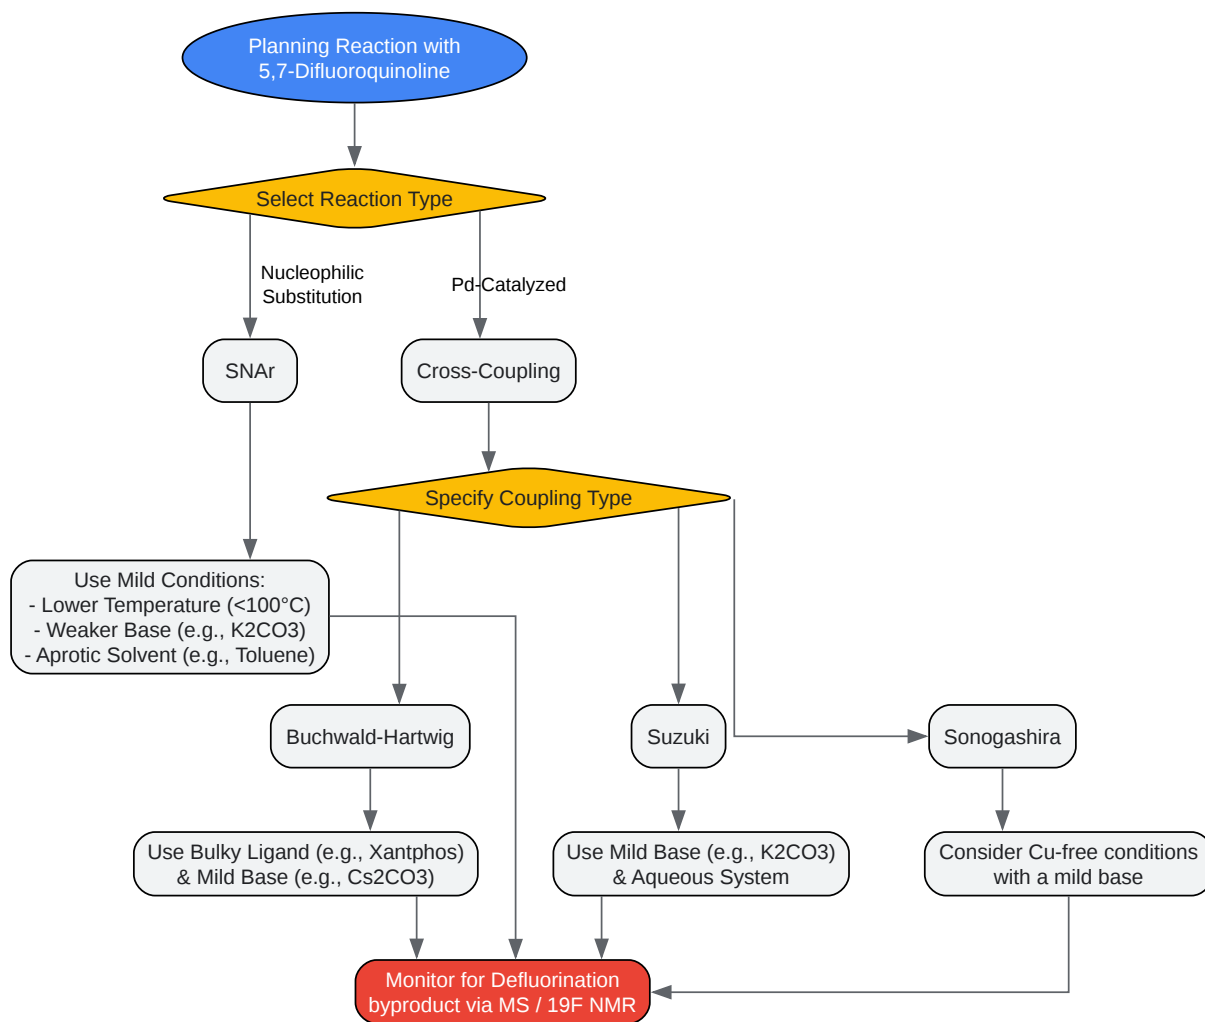 Planning Reaction with
5,7-Difluoroquinoline
Select Reaction Type
Nucleophilic
Substitution
Pd-Catalyzed
SNAr
Cross-Coupling
Specify Coupling Type
Use Mild Conditions:
- Lower Temperature (<100°C)
- Weaker Base (e.g., K2CO3)
- Aprotic Solvent (e.g., Toluene)
Buchwald-Hartwig
Suzuki
Sonogashira
Use Bulky Ligand (e.g., Xantphos)
& Mild Base (e.g., Cs2CO3)
Use Mild Base (e.g., K2CO3)
& Aqueous System
Consider Cu-free conditions
with a mild base
Monitor for Defluorination
byproduct via MS / 19F NMR